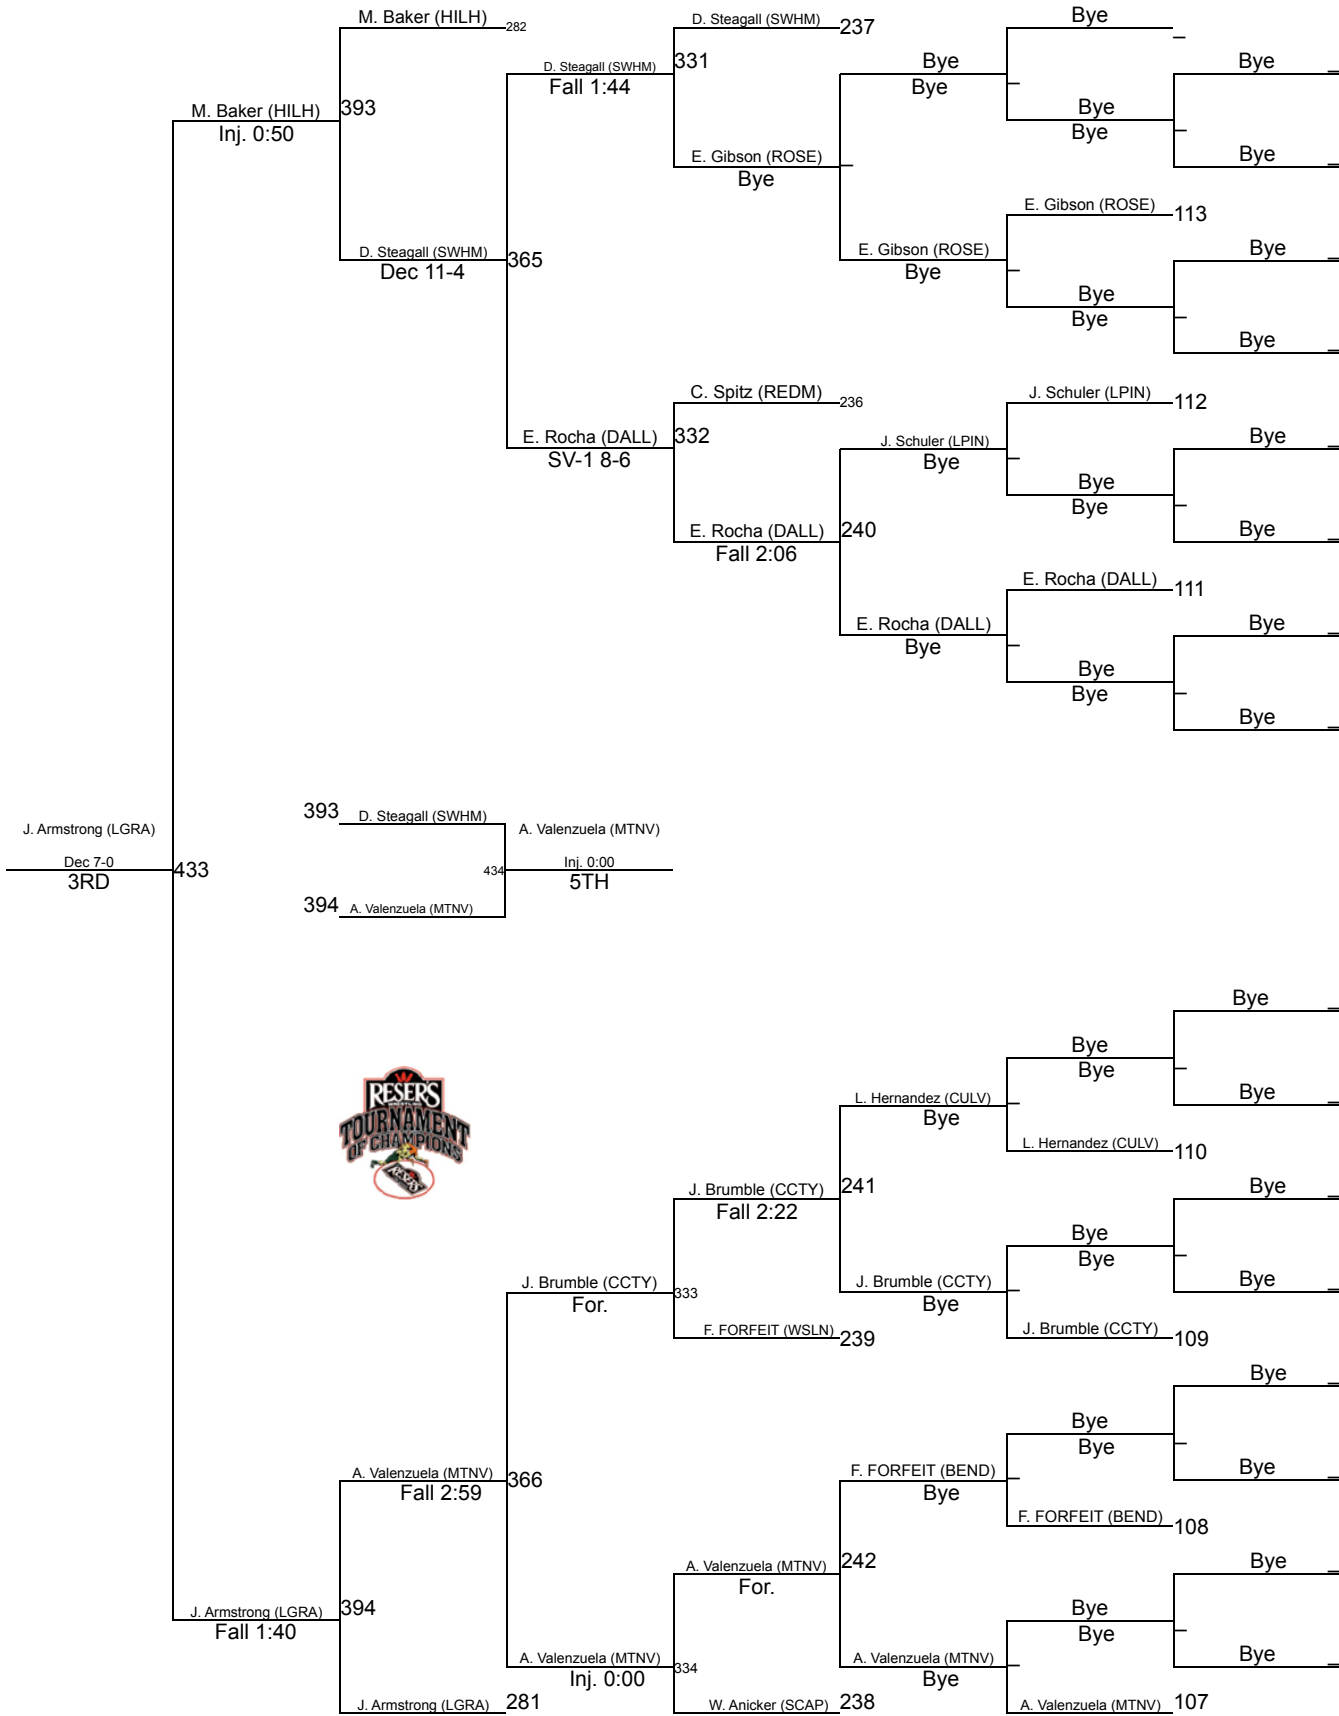 M. Baker (HILH)
282
D. Steagall (SWHM)
237
Bye
D. Steagall (SWHM)
Fall 1:44
331
Bye
Bye
Bye
M. Baker (HILH)
Inj. 0:50
393
Bye
Bye
E. Gibson (ROSE)
Bye
Bye
E. Gibson (ROSE)
113
D. Steagall (SWHM)
Dec 11-4
365
E. Gibson (ROSE)
Bye
Bye
Bye
Bye
Bye
C. Spitz (REDM)
236
J. Schuler (LPIN)
112
E. Rocha (DALL)
SV-1 8-6
332
J. Schuler (LPIN)
Bye
Bye
Bye
Bye
E. Rocha (DALL)
Fall 2:06
240
Bye
E. Rocha (DALL)
111
E. Rocha (DALL)
Bye
Bye
Bye
Bye
Bye
393
D. Steagall (SWHM)
J. Armstrong (LGRA)
A. Valenzuela (MTNV)
Dec 7-0
3RD
433
434
Inj. 0:00
5TH
394
A. Valenzuela (MTNV)
Bye
Bye
Bye
RESER'S
WRESTLING
TOURNAMENT
OF CHAMPIONS
RESER'S
L. Hernandez (CULV)
Bye
Bye
L. Hernandez (CULV)
110
J. Brumble (CCTY)
Fall 2:22
241
Bye
Bye
Bye
J. Brumble (CCTY)
For.
333
J. Brumble (CCTY)
Bye
Bye
F. FORFEIT (WSLN)
239
J. Brumble (CCTY)
109
Bye
Bye
Bye
A. Valenzuela (MTNV)
Fall 2:59
366
F. FORFEIT (BEND)
Bye
Bye
F. FORFEIT (BEND)
108
A. Valenzuela (MTNV)
For.
242
Bye
J. Armstrong (LGRA)
Fall 1:40
394
Bye
Bye
A. Valenzuela (MTNV)
Inj. 0:00
334
A. Valenzuela (MTNV)
Bye
Bye
J. Armstrong (LGRA)
281
W. Anicker (SCAP)
238
A. Valenzuela (MTNV)
107